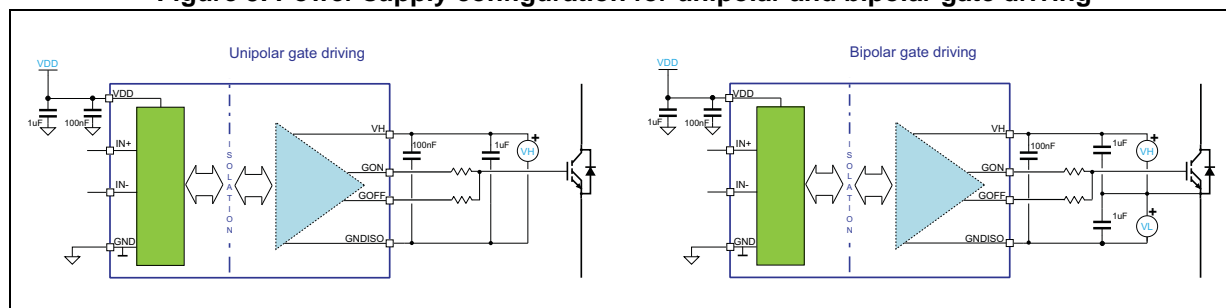 Figure 5. Power supply configuration for unipolar and bipolar gate driving
Unipolar gate driving
VDD
VDD
1uF
100nF
IN+
IN-
GND
ISOLATION
VH
GON
GOFF
GNDISO
100nF
1uF
VH
+
Bipolar gate driving
VDD
VDD
1uF
100nF
IN+
IN-
GND
ISOLATION
VH
GON
GOFF
GNDISO
100nF
1uF
1uF
VH
+
VL
+